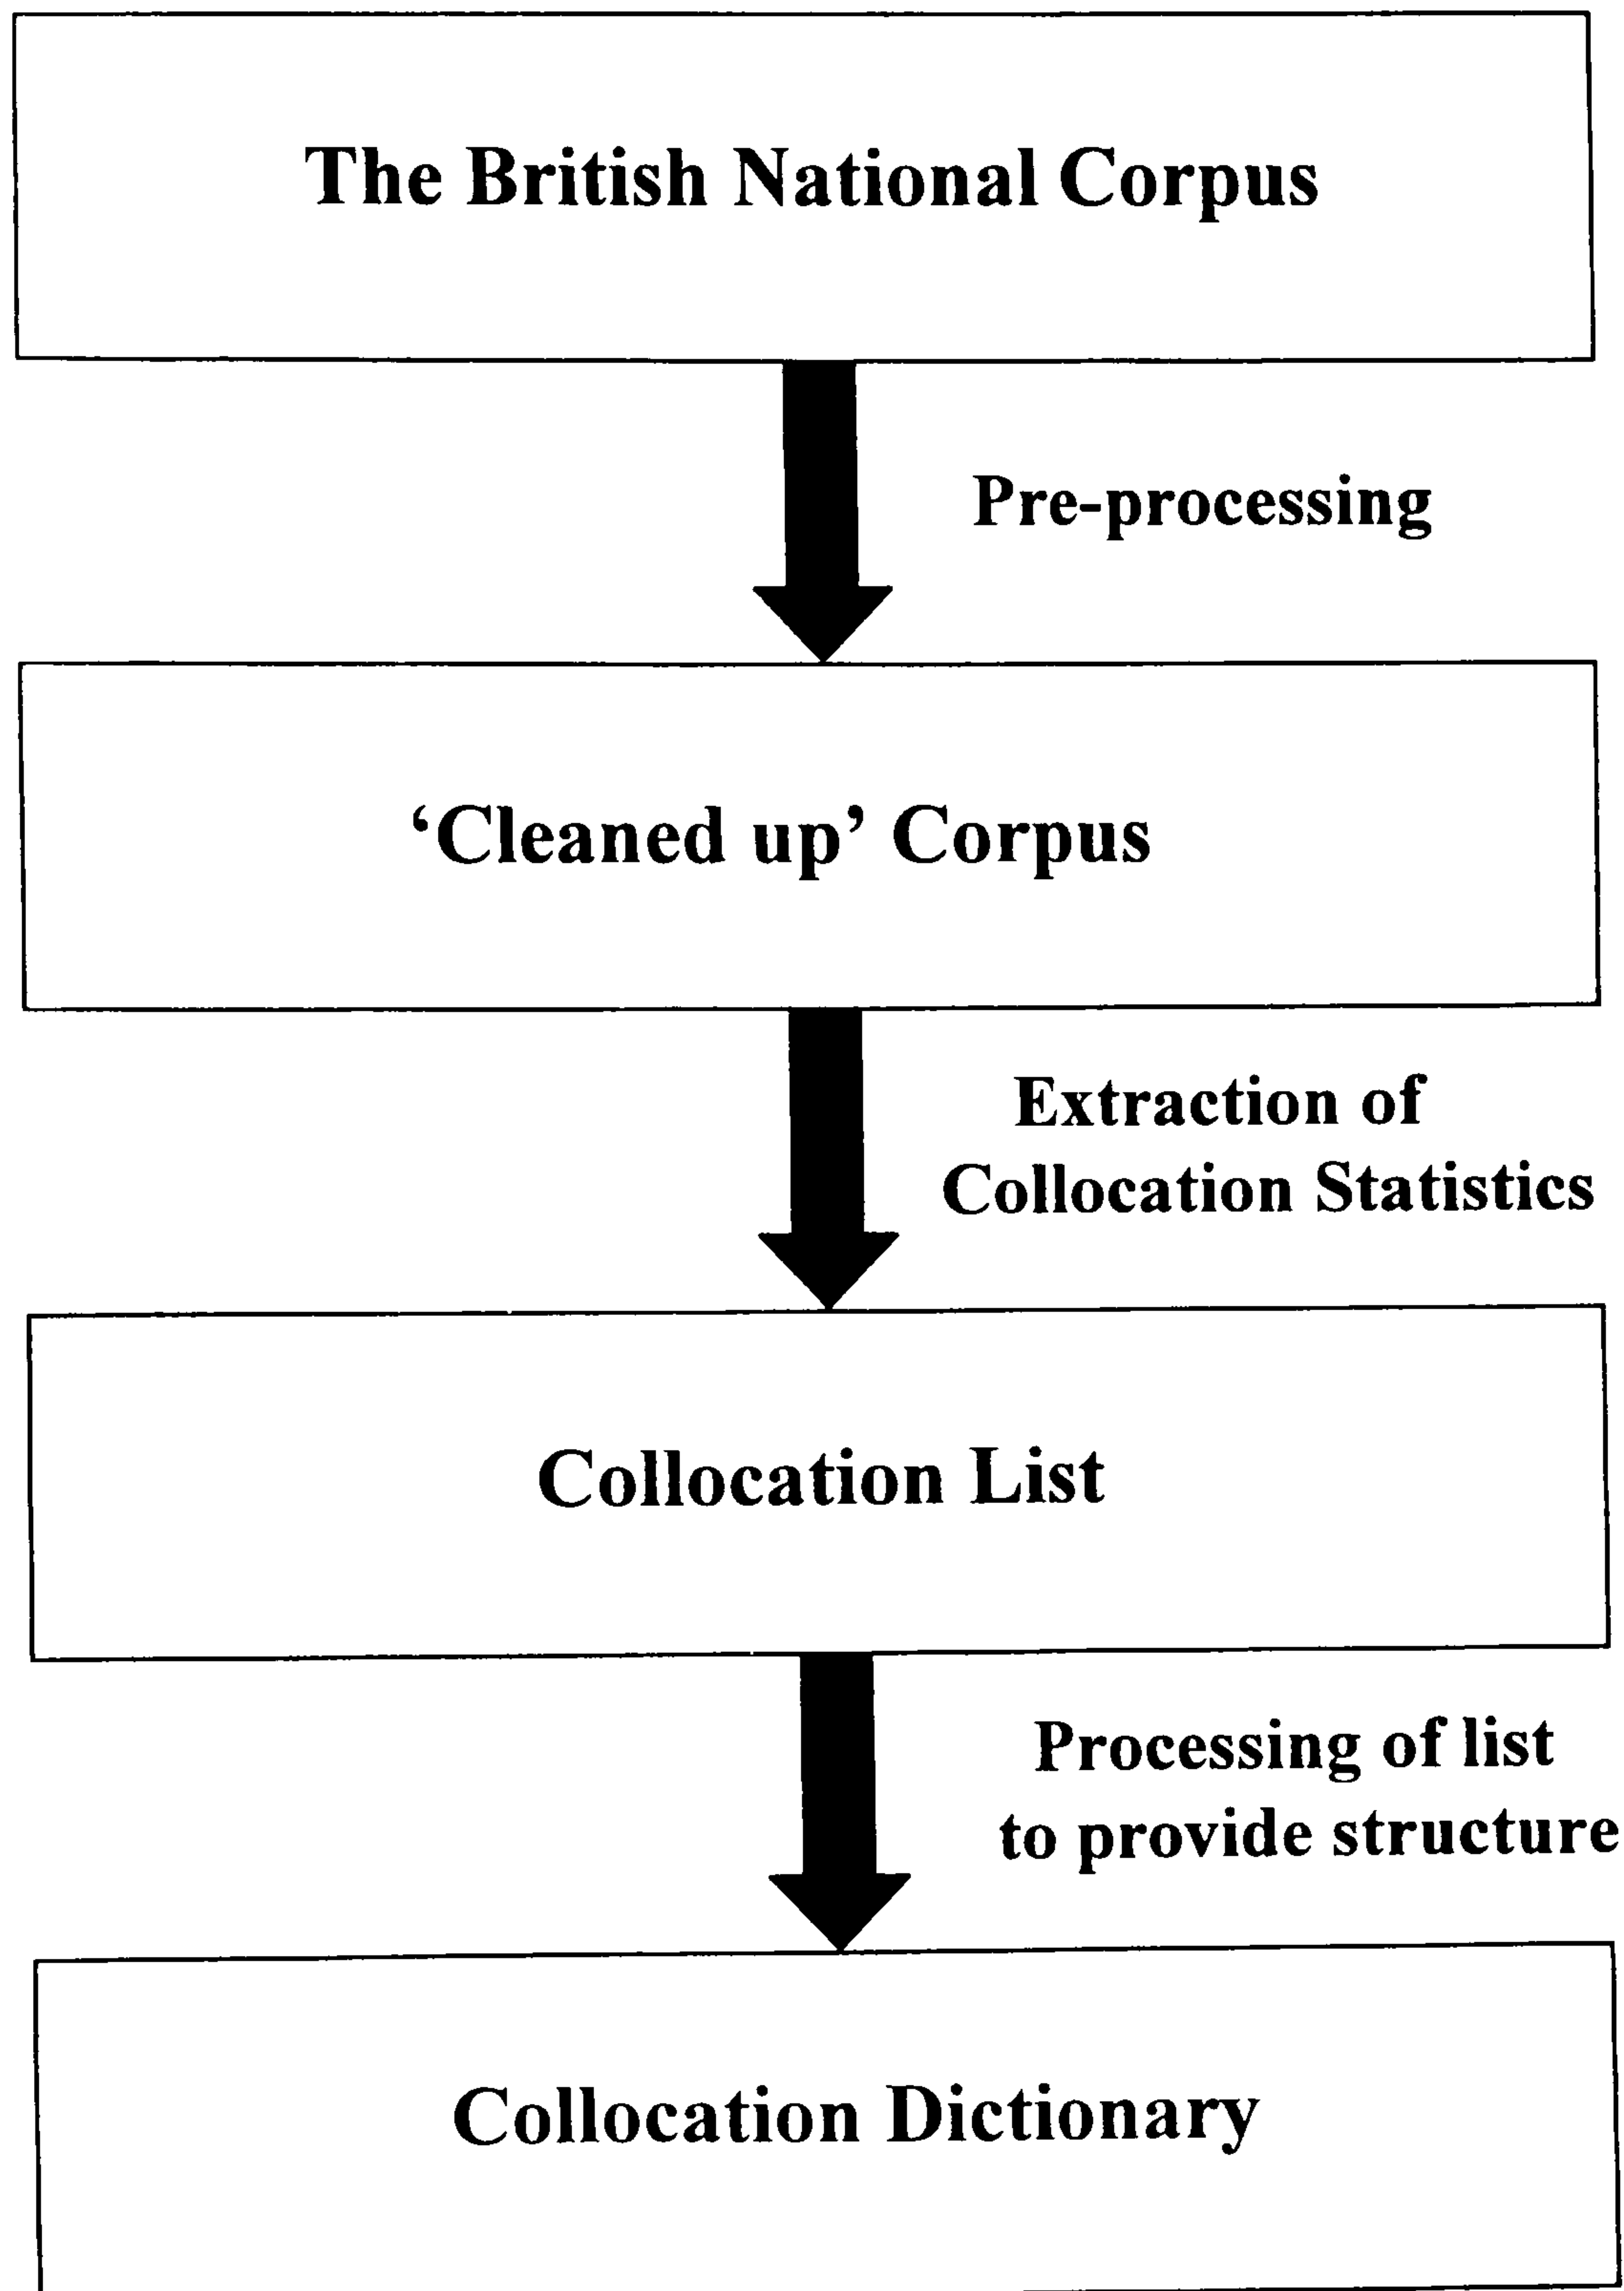 The British National Corpus
Pre-processing
‘Cleaned up’ Corpus
Extraction of
Collocation Statistics
Collocation List
Processing of list
to provide structure
Collocation Dictionary